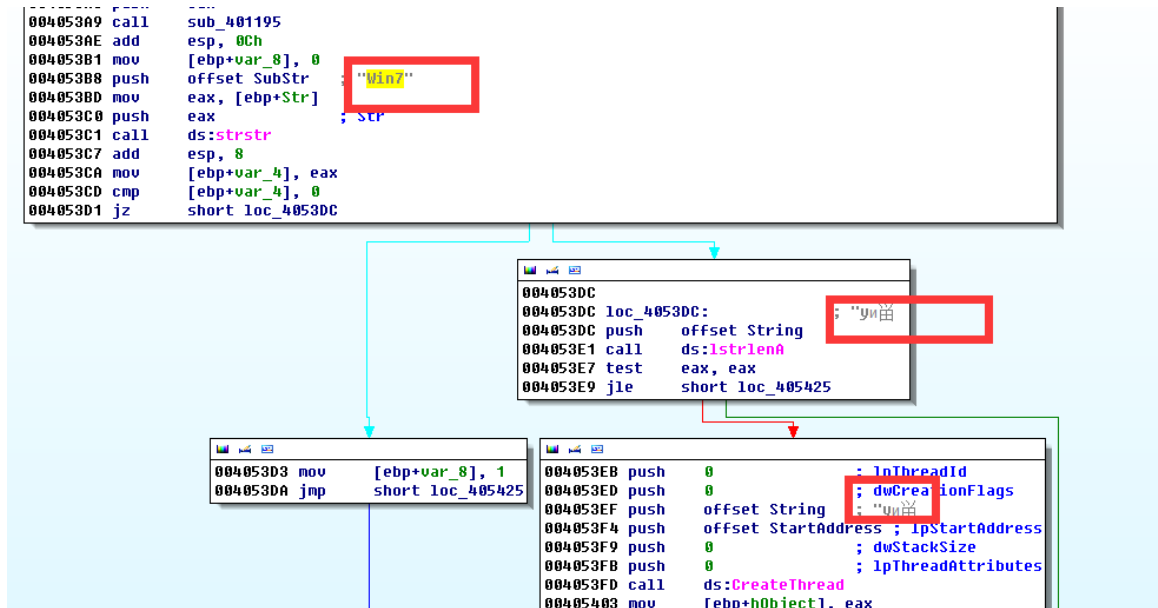 004053A9 call sub_401195
004053AE add esp, 0Ch
004053B1 mov [ebp+var_8], 0
004053B8 push offset SubStr ; "Win7"
004053BD mov eax, [ebp+Str]
004053C0 push eax ; Str
004053C1 call ds:strstr
004053C7 add esp, 8
004053CA mov [ebp+var_4], eax
004053CD cmp [ebp+var_4], 0
004053D1 jz short loc_4053DC
004053DC
004053DC loc_4053DC: ; "yи
004053DC push offset String
004053E1 call ds:lstrlenA
004053E7 test eax, eax
004053E9 jle short loc_405425
004053D3 mov [ebp+var_8], 1
004053DA jmp short loc_405425
004053EB push 0 ; lpThreadId
004053ED push 0 ; dwCreationFlags
004053EF push offset String ; "yи
004053F4 push offset StartAddress ; lpStartAddress
004053F9 push 0 ; dwStackSize
004053FB push 0 ; lpThreadAttributes
004053FD call ds:CreateThread
00405403 mov [ebp+hObject], eax